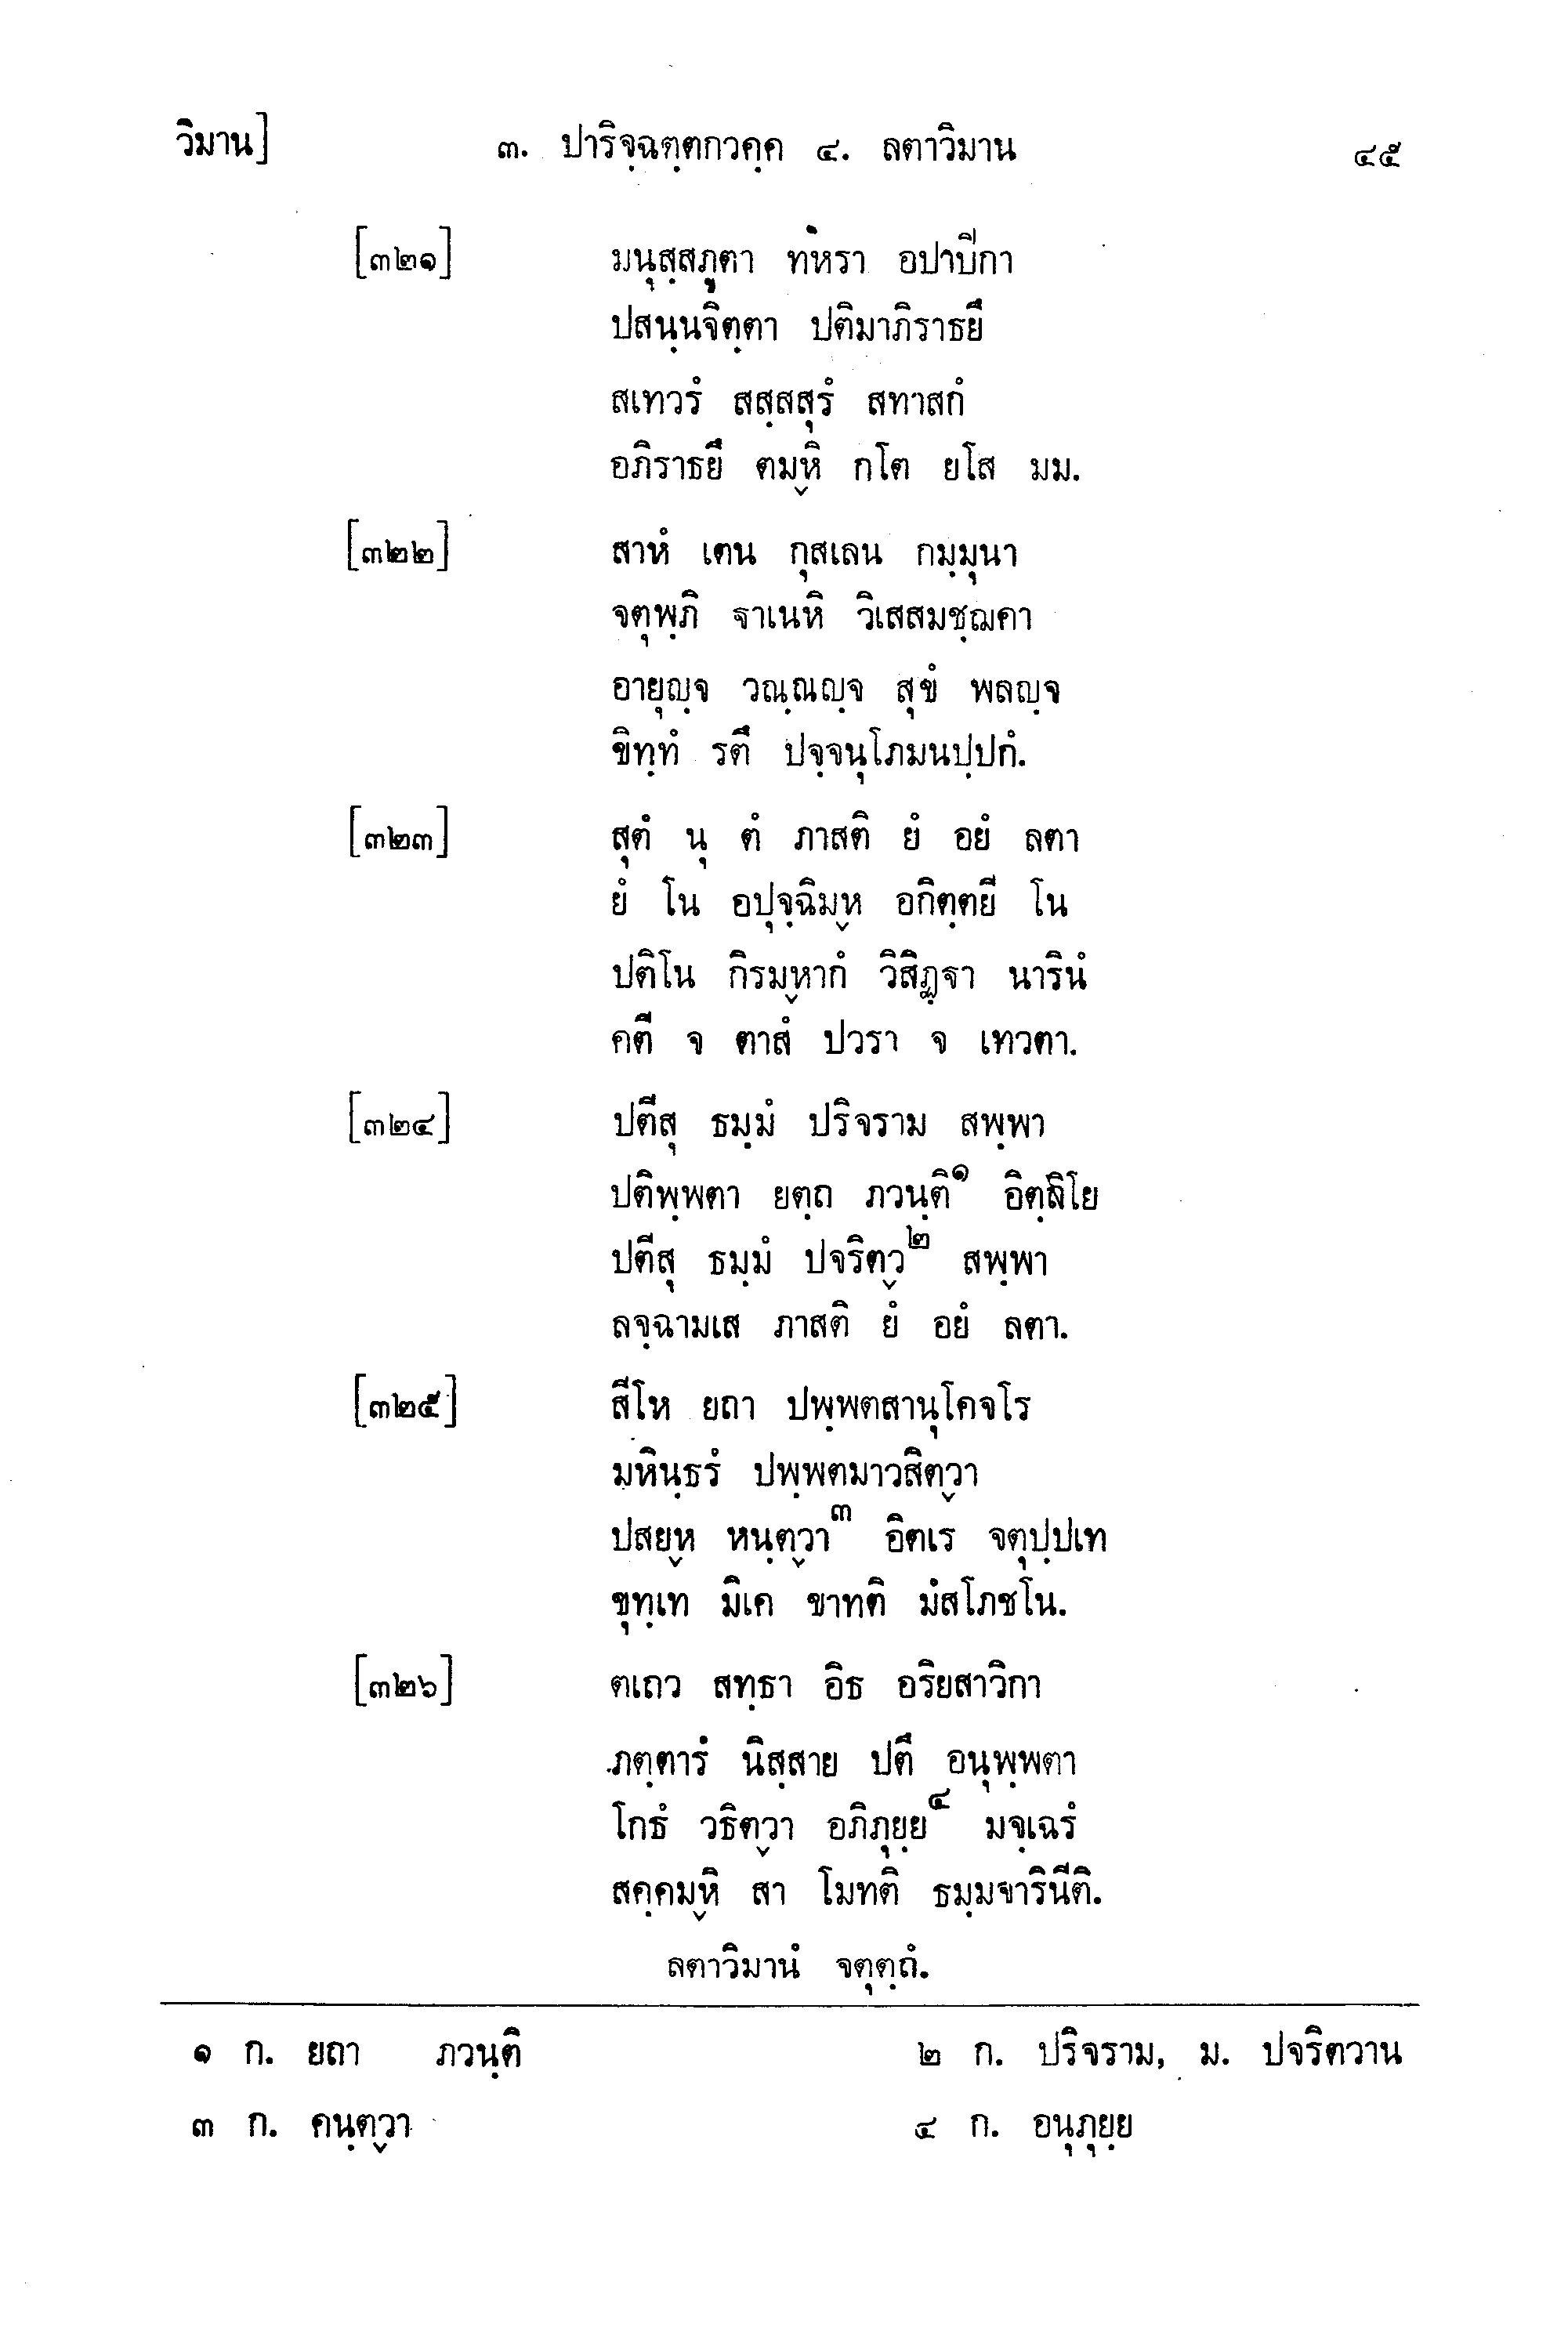 วิมาน] ๓. ปาริจฺฉตฺตกวคฺค ๔. ลตาวิมาน ๔๕
[๓๒๑] มนุสฺสภูตา ทหรา อปาปิกา
ปสนฺนจิตฺตา ปติมาภิราธยึ
สเทวรํ สสฺสสุรํ สทาสกํ
อภิราธยึ ตมฺหิ กโต ยโส มม.
[๓๒๒] สาหํ เตน กุสเลน กมฺมุนา
จตุพฺภิ ฐาเนหิ วิเสสมชฺฌคา
อายุญฺจ วณฺณญฺจ สุขํ พลญฺจ
ขิทฺทํ รตึ ปจฺจนุโภมนปฺปกํ.
[๓๒๓] สุตํ นุ ตํ ภาสติ ยํ อยํ ลตา
ยํ โน อปุจฺฉิมฺห อกิตฺตยี โน
ปติโน กิรมฺหากํ วิสิฏฺฐา นารินํ
คตี จ ตาสํ ปวรา จ เทวตา.
[๓๒๔] ปตีสุ ธมฺมํ ปริจราม สพฺพา
ปติพฺพตา ยตฺถ ภวนฺติ๑ อิตฺถิโย
ปตีสุ ธมฺมํ ปจริตฺว๒ สพฺพา
ลจฺฉามเส ภาสติ ยํ อยํ ลตา.
[๓๒๕] สีโห ยถา ปพฺพตสานุโคจโร
มหินฺธรํ ปพฺพตมาวสิตฺวา
ปสยฺห หนฺตฺวา๓ อิตเร จตุปฺปเท
ขุทฺเท มิเค ขาทติ มํสโภชโน.
[๓๒๖] ตเถว สทฺธา อิธ อริยสาวิกา
ภตฺตารํ นิสฺสาย ปตึ อนุพฺพตา
โกธํ วธิตฺวา อภิภุยฺย๔ มจฺเฉรํ
สคฺคมฺหิ สา โมทติ ธมฺมจารินีติ.
ลตาวิมานํ จตุตฺถํ.
๑ ก. ยถา ภวนฺติ ๒ ก. ปริจราม, ม. ปจริตวาน
๓ ก. คนฺตฺวา ๔ ก. อนุภุยฺย